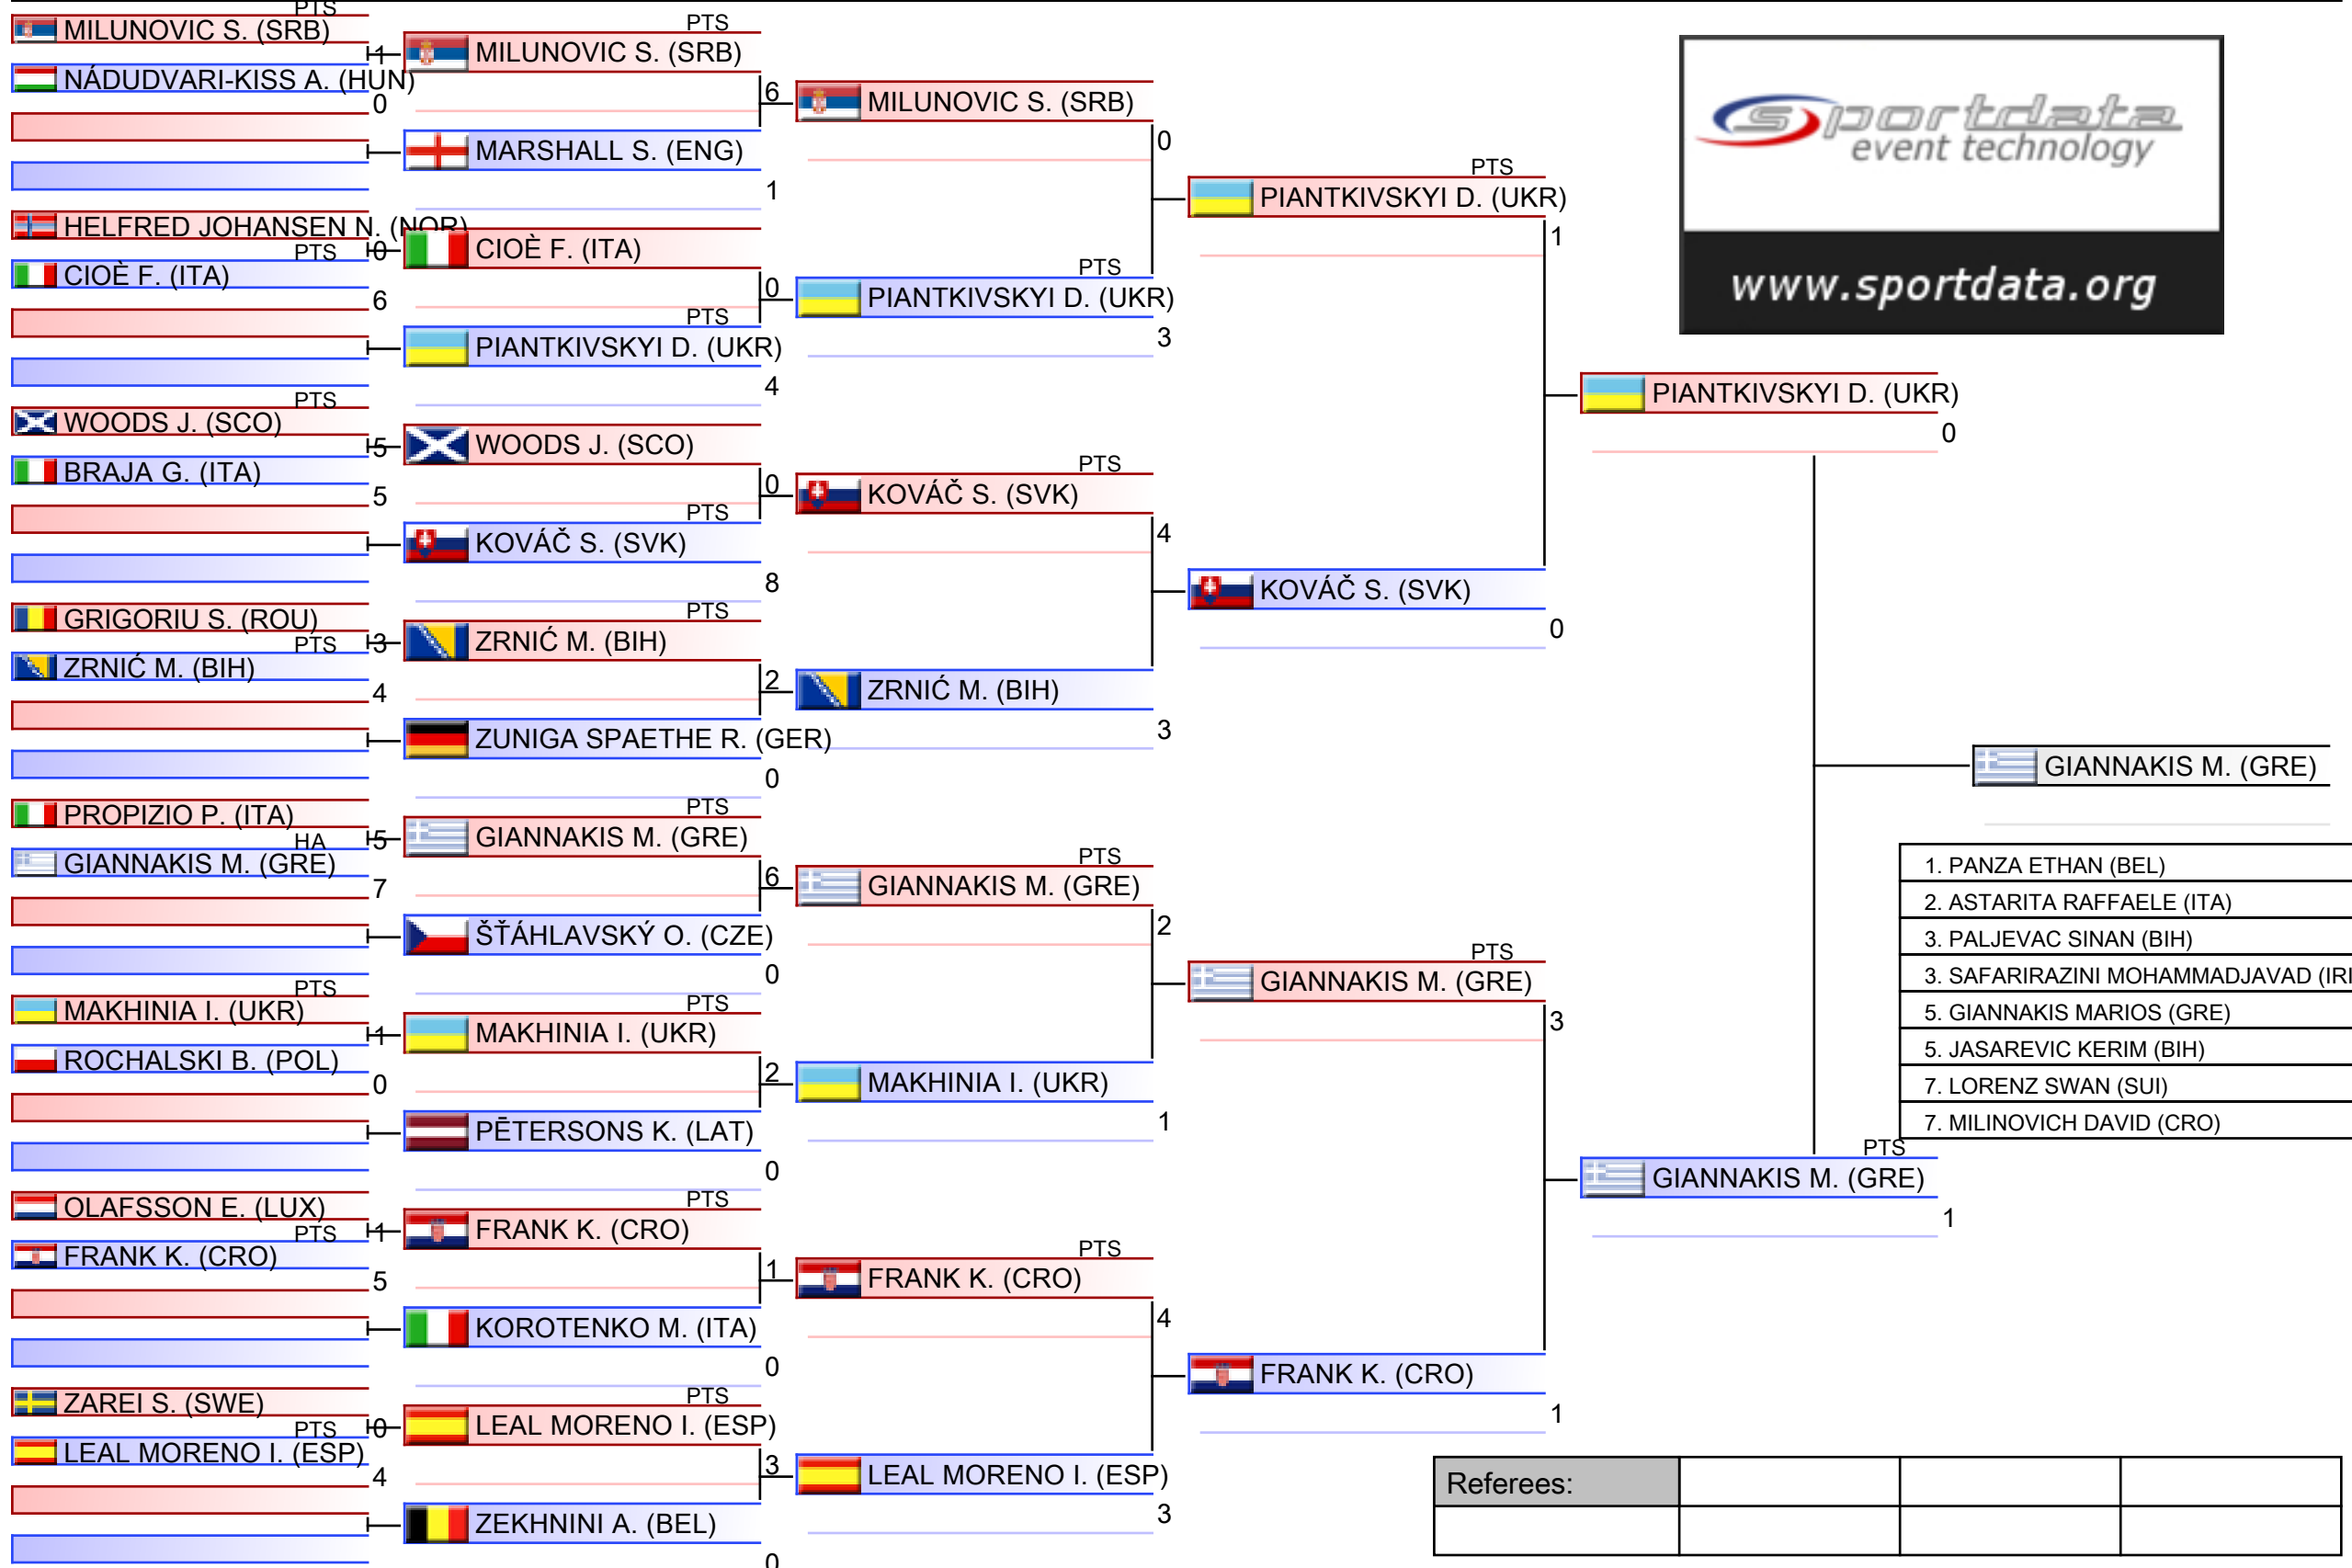 PTS
MILUNOVIC S. (SRB)
1
NÁDUDVARI-KISS A. (HUN)
0
HELFRED JOHANSEN N. (NOR)
0
PTS
CIOÈ F. (ITA)
6
PTS
WOODS J. (SCO)
5
BRAJA G. (ITA)
5
GRIGORIU S. (ROU)
3
PTS
ZRNIĆ M. (BIH)
4
PROPIZIO P. (ITA)
5
HA
GIANNAKIS M. (GRE)
7
PTS
MAKHINIA I. (UKR)
1
ROCHALSKI B. (POL)
0
OLAFSSON E. (LUX)
1
PTS
FRANK K. (CRO)
5
ZAREI S. (SWE)
0
PTS
LEAL MORENO I. (ESP)
4
PTS
MILUNOVIC S. (SRB)
6
MARSHALL S. (ENG)
1
CIOÈ F. (ITA)
0
PTS
PIANTKIVSKYI D. (UKR)
4
WOODS J. (SCO)
0
PTS
KOVÁČ S. (SVK)
8
PTS
ZRNIĆ M. (BIH)
2
ZUNIGA SPAETHE R. (GER)
0
PTS
GIANNAKIS M. (GRE)
6
ŠŤÁHLAVSKÝ O. (CZE)
0
PTS
MAKHINIA I. (UKR)
2
PĒTERSONS K. (LAT)
0
PTS
FRANK K. (CRO)
1
KOROTENKO M. (ITA)
0
PTS
LEAL MORENO I. (ESP)
3
ZEKHNINI A. (BEL)
0
MILUNOVIC S. (SRB)
0
PTS
PIANTKIVSKYI D. (UKR)
3
PTS
KOVÁČ S. (SVK)
4
ZRNIĆ M. (BIH)
3
PTS
GIANNAKIS M. (GRE)
2
MAKHINIA I. (UKR)
1
PTS
FRANK K. (CRO)
4
LEAL MORENO I. (ESP)
3
PTS
PIANTKIVSKYI D. (UKR)
1
KOVÁČ S. (SVK)
0
PTS
GIANNAKIS M. (GRE)
3
FRANK K. (CRO)
1
PIANTKIVSKYI D. (UKR)
0
PTS
GIANNAKIS M. (GRE)
1
GIANNAKIS M. (GRE)
sportdata
event technology
www.sportdata.org
1. PANZA ETHAN (BEL)
2. ASTARITA RAFFAELE (ITA)
3. PALJEVAC SINAN (BIH)
3. SAFARIRAZINI MOHAMMADJAVAD (IRI
5. GIANNAKIS MARIOS (GRE)
5. JASAREVIC KERIM (BIH)
7. LORENZ SWAN (SUI)
7. MILINOVICH DAVID (CRO)
Referees: